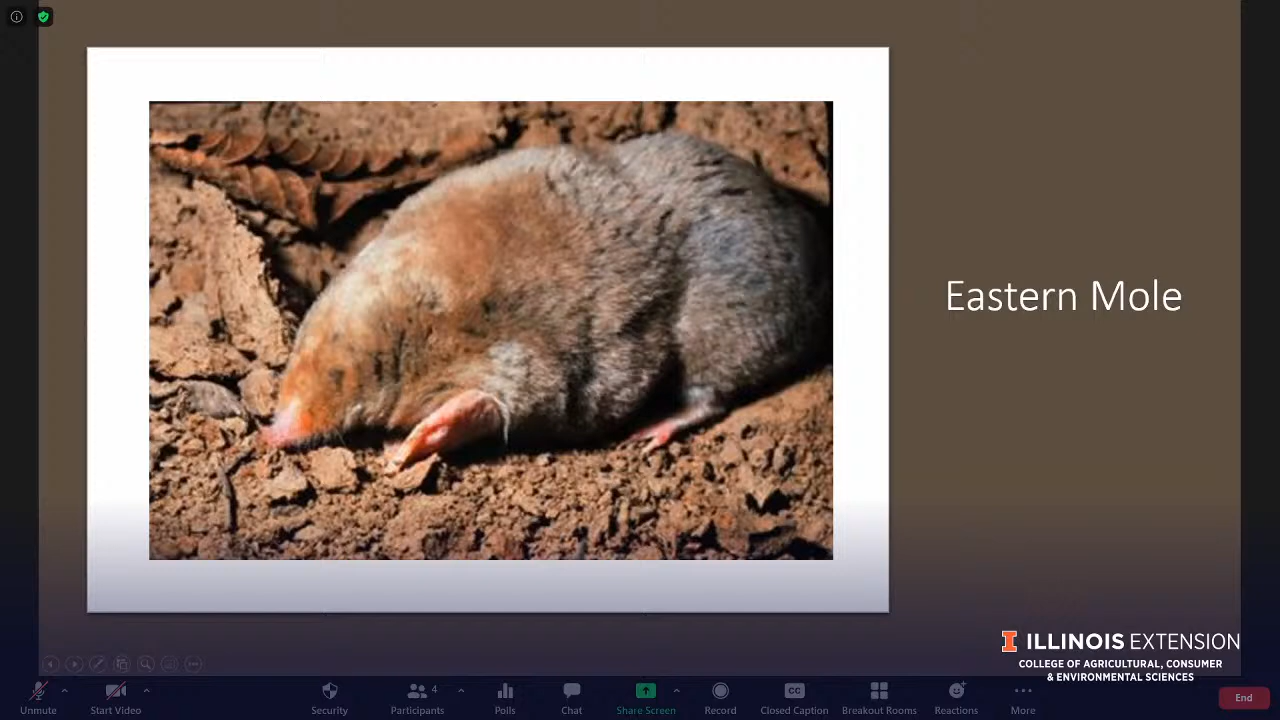 Eastern Mole
I ILLINOIS EXTENSION
COLLEGE OF AGRICULTURAL, CONSUMER
& ENVIRONMENTAL SCIENCES
4
Unmute
Start Video
Security
Participants
Polls
Chat
Share Screen
Record
CC
Closed Caption
Breakout Rooms
Reactions
More
End